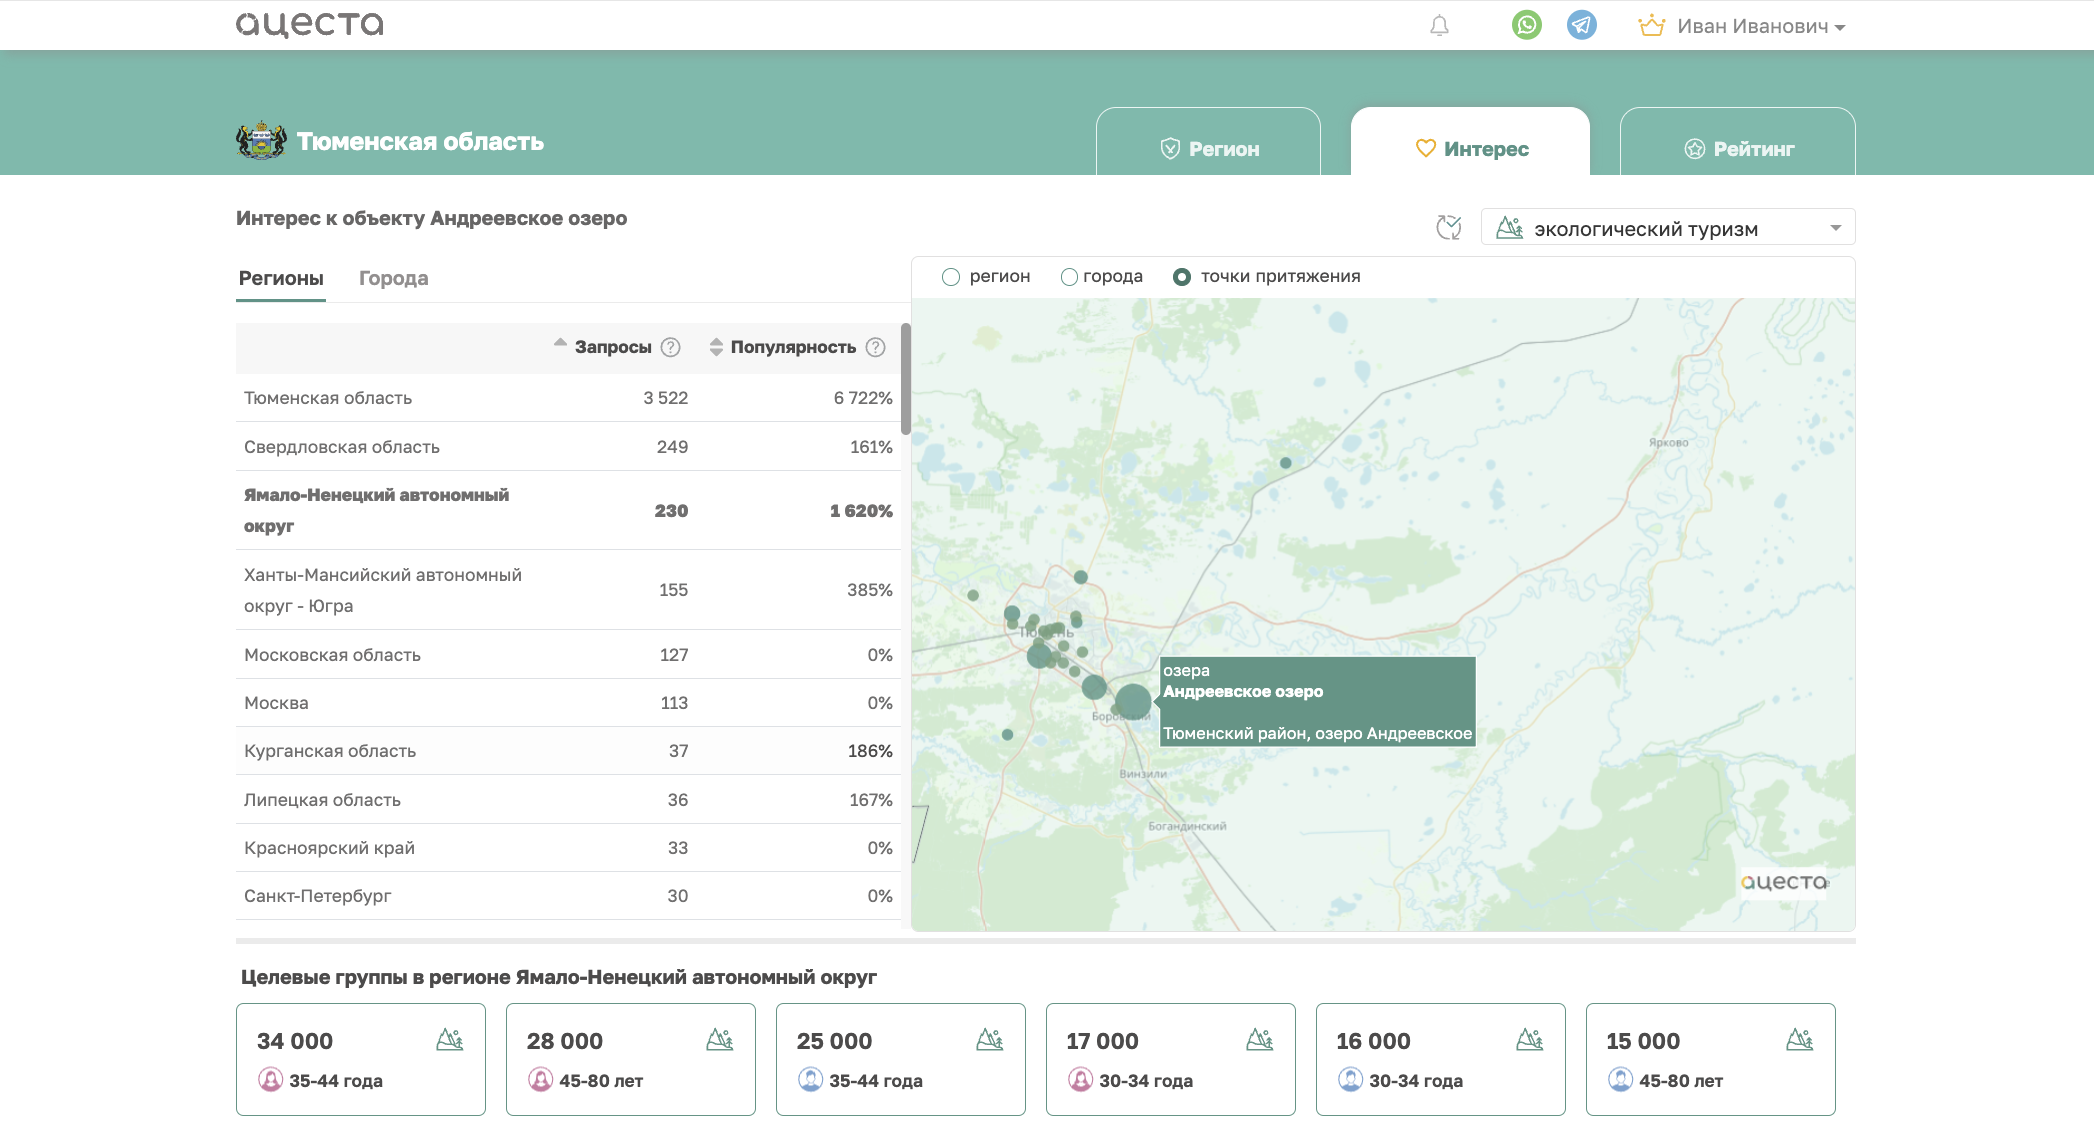 ацеста
Иван Иванович
Тюменская область
Регион
Интерес
Рейтинг
Интерес к объекту Андреевское озеро
экологический туризм
Регионы
Города
регион
города
точки притяжения
Запросы ?
Популярность ?
Тюменская область 3 522 6 722%
Свердловская область 249 161%
Ямало-Ненецкий автономный
округ 230 1 620%
Ханты-Мансийский автономный
округ - Югра 155 385%
Московская область 127 0%
Москва 113 0%
Курганская область 37 186%
Липецкая область 36 167%
Красноярский край 33 0%
Санкт-Петербург 30 0%
Ярково
Тюмень
озера
Андреевское озеро
Тюменский район, озеро Андреевское
Боровский
Винзили
Богандинский
ацеста
Целевые группы в регионе Ямало-Ненецкий автономный округ
34 000
35-44 года
28 000
45-80 лет
25 000
35-44 года
17 000
30-34 года
16 000
30-34 года
15 000
45-80 лет